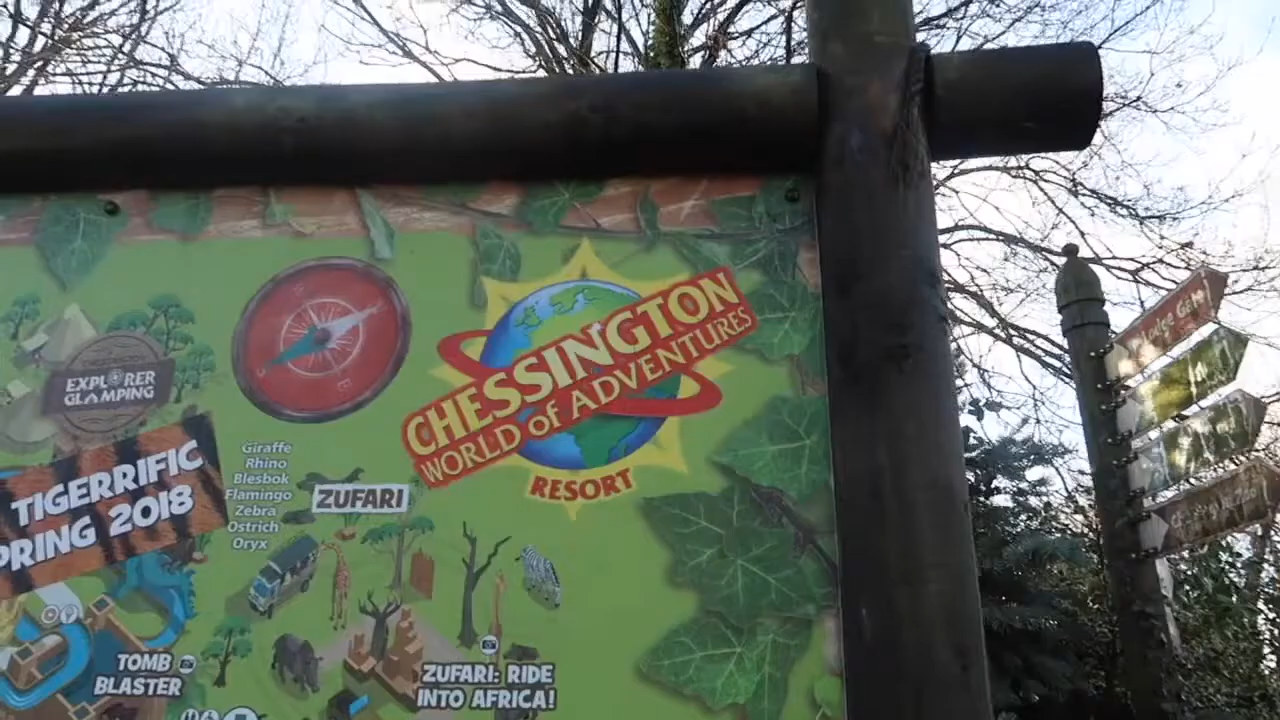 CHESSINGTON
WORLD of ADVENTURES
RESORT
EXPLORER
GLAMPING
TIGERRIFIC
PRING 2018
Giraffe
Rhino
Blesbok
Flamingo
Zebra
Ostrich
Oryx
ZUFARI
TOMB
BLASTER
ZUFARI: RIDE
INTO AFRICA!